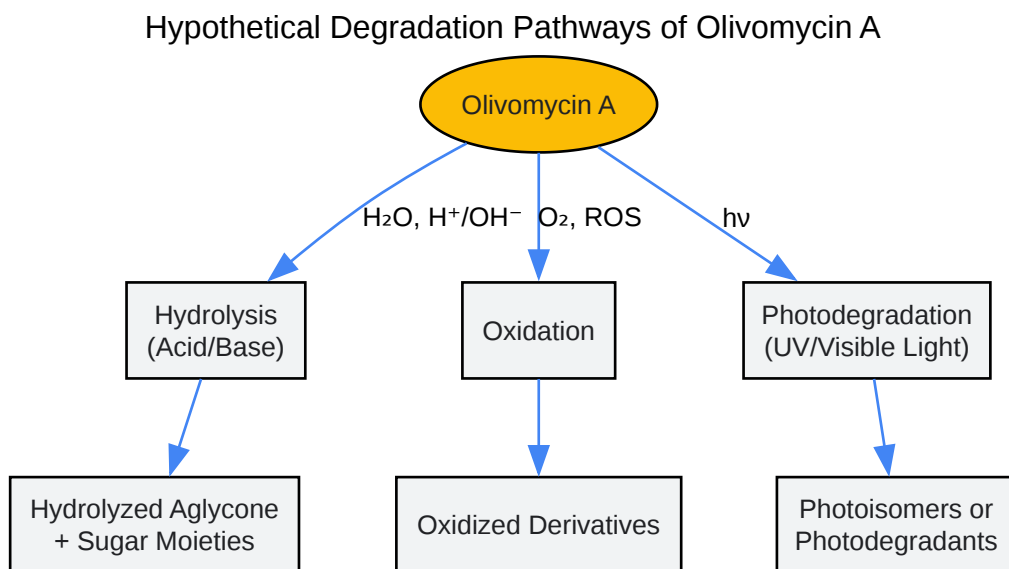 Hypothetical Degradation Pathways of Olivomycin A
Olivomycin A
H₂O, H⁺/OH⁻
O₂, ROS
hν
Hydrolysis
(Acid/Base)
Oxidation
Photodegradation
(UV/Visible Light)
Hydrolyzed Aglycone
+ Sugar Moieties
Oxidized Derivatives
Photoisomers or
Photodegradants